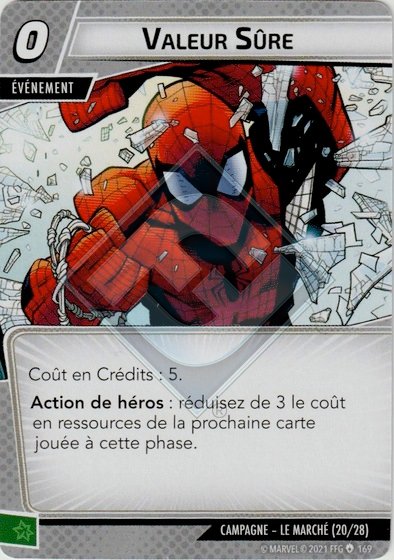 0
VALEUR SÛRE
ÉVÉNEMENT
Coût en Crédits : 5.
Action de héros : réduisez de 3 le coût
en ressources de la prochaine carte
jouée à cette phase.
®
CAMPAGNE – LE MARCHÉ (20/28)
© MARVEL © 2021 FFG 169